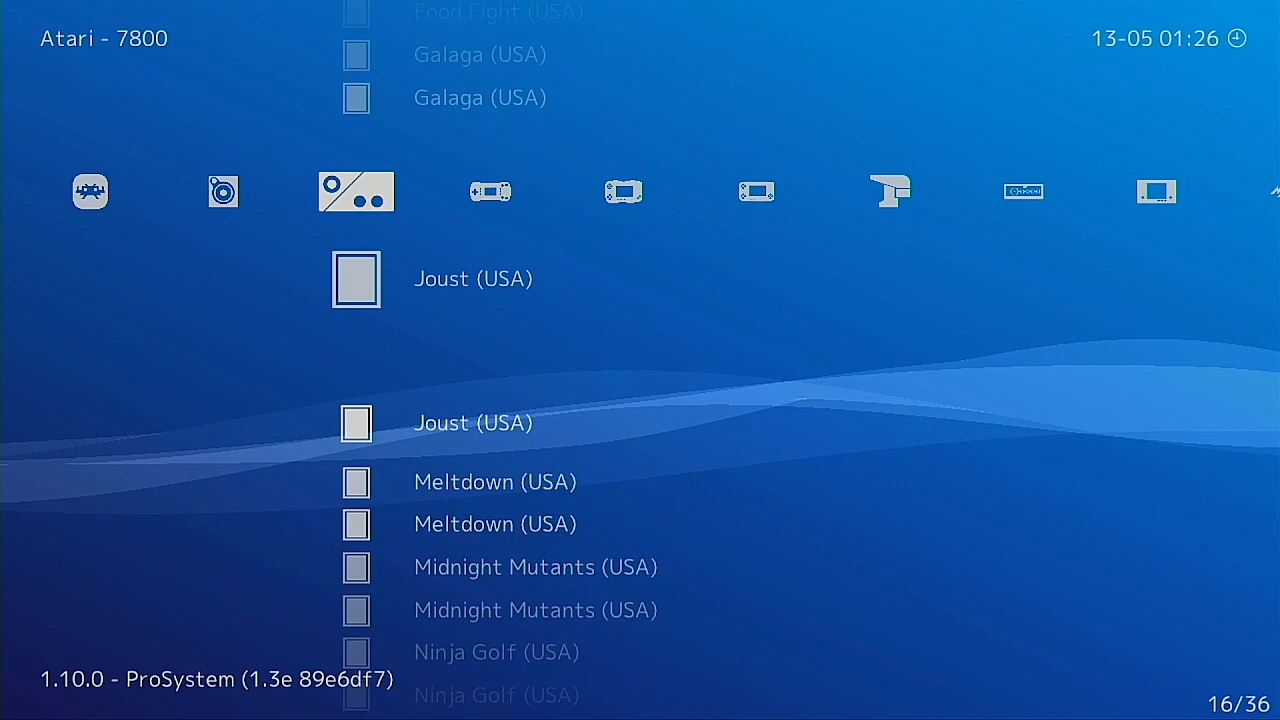 Food Fight (USA)
Atari - 7800
13-05 01:26
Galaga (USA)
Galaga (USA)
Joust (USA)
Joust (USA)
Meltdown (USA)
Meltdown (USA)
Midnight Mutants (USA)
Midnight Mutants (USA)
Ninja Golf (USA)
1.10.0 - ProSystem (1.3e 89e6df7)
Ninja Golf (USA)
16/36